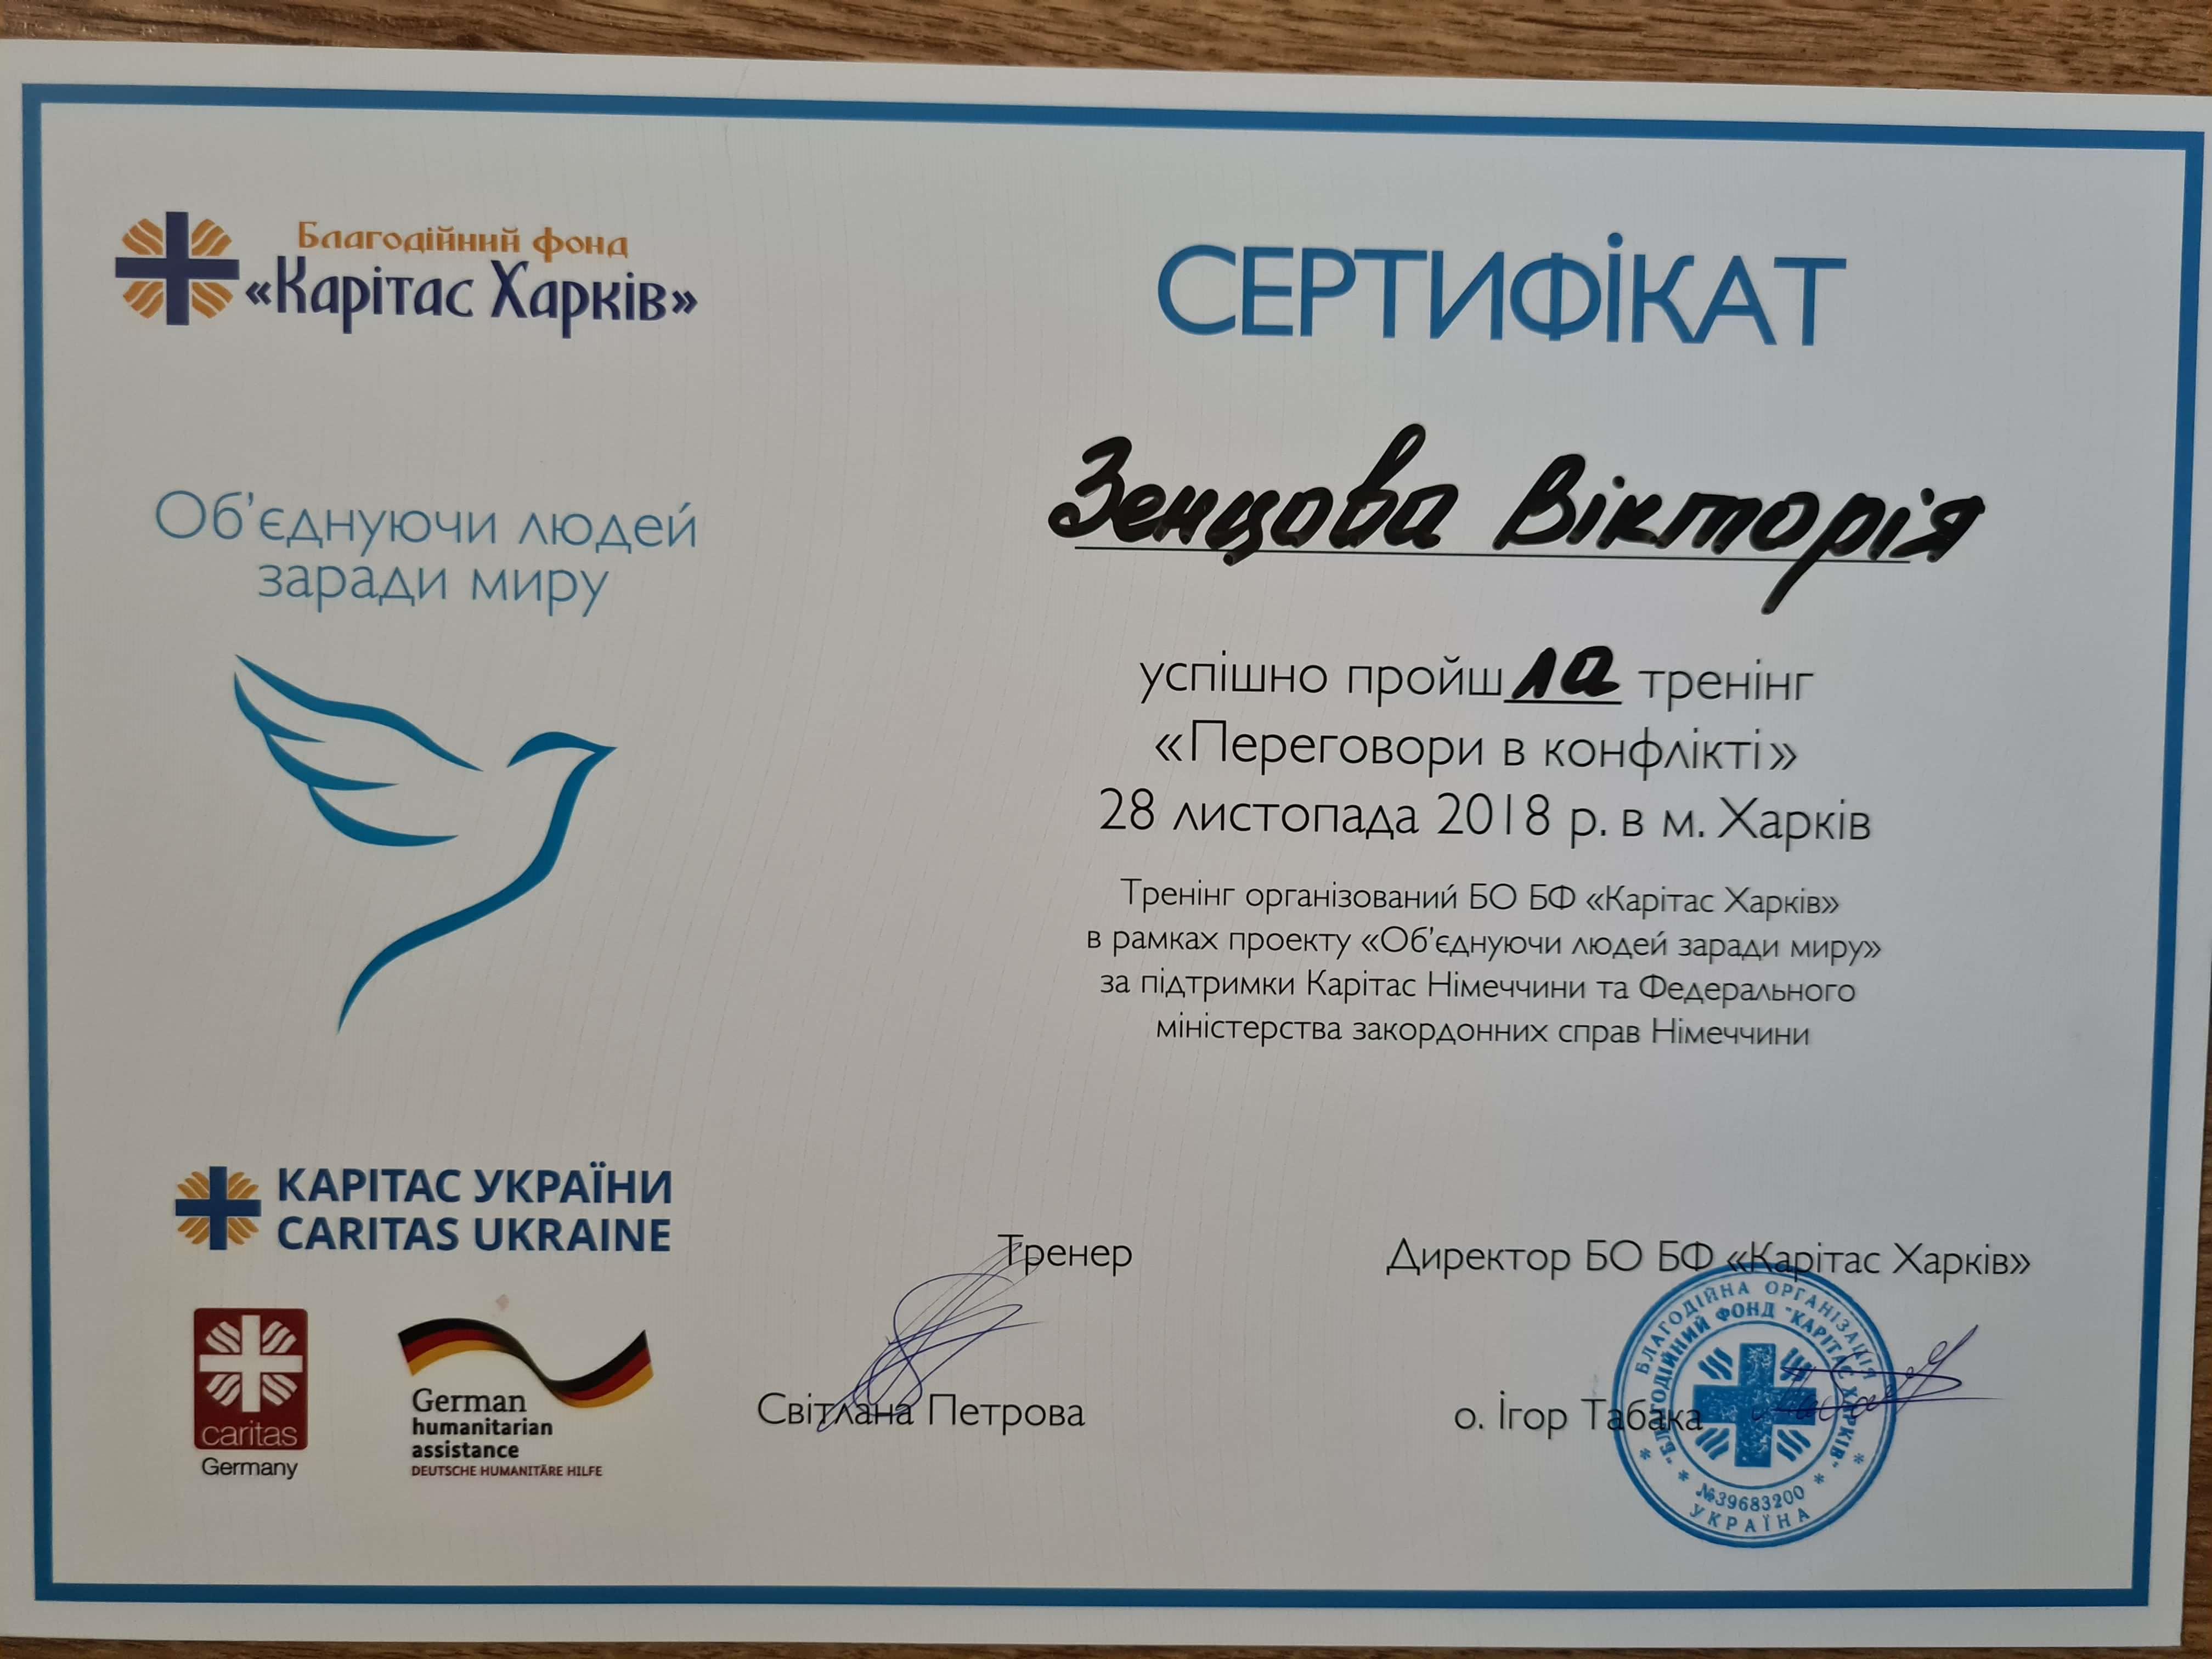 Благодійний фонд
«Карітас Харків»
Об'єднуючи людей
заради миру
СЕРТИФІКАТ
Зенцова Вікторія
успішно пройшла тренінг
«Переговори в конфлікті»
28 листопада 2018 р. в м. Харків
Тренінг організований БО БФ «Карітас Харків»
в рамках проекту «Об'єднуючи людей заради миру»
за підтримки Карітас Німеччини та Федерального
міністерства закордонних справ Німеччини
КАРІТАС УКРАЇНИ
CARITAS UKRAINE
caritas
Germany
German
humanitarian
assistance
DEUTSCHE HUMANITÄRE HILFE
Тренер
Світлана Петрова
Директор БО БФ «Карітас Харків»
о. Ігор Табака
БЛАГОДІЙНА ОРГАНІЗАЦІЯ
"БЛАГОДІЙНИЙ ФОНД "КАРІТАС ХАРКІВ"
№39683200
УКРАЇНА